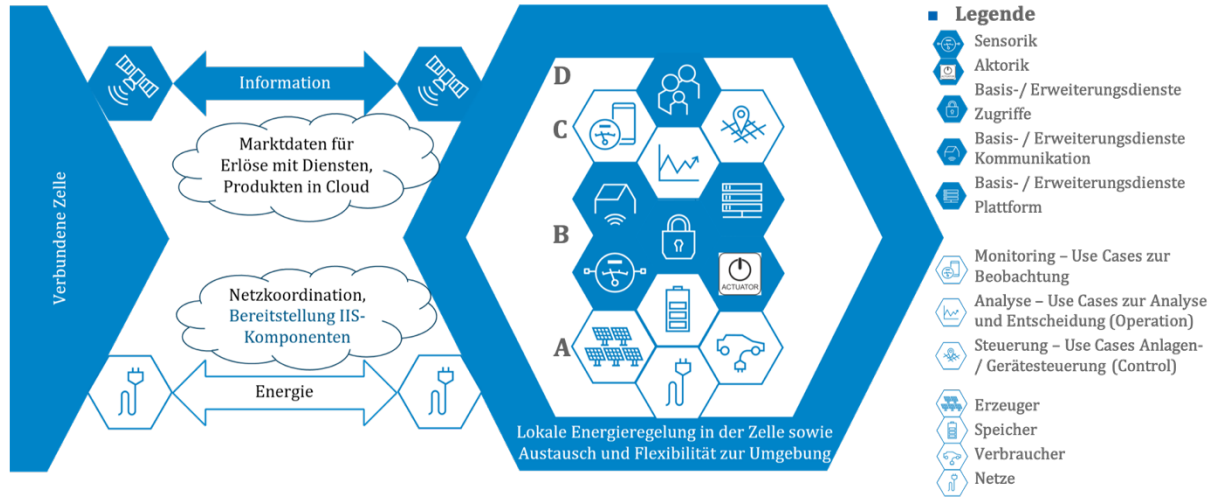 Verbundene Zelle
Information
Marktdaten für
Erlöse mit Diensten,
Produkten in Cloud
Netzkoordination,
Bereitstellung IIS-
Komponenten
Energie
D
C
B
A
ACTUATOR
Lokale Energieregelung in der Zelle sowie
Austausch und Flexibilität zur Umgebung
Legende
Sensorik
Aktorik
Basis-/ Erweiterungsdienste
Zugriffe
Basis- / Erweiterungsdienste
Kommunikation
Basis- / Erweiterungsdienste
Plattform
Monitoring – Use Cases zur
Beobachtung
Analyse – Use Cases zur Analyse
und Entscheidung (Operation)
Steuerung – Use Cases Anlagen-
/ Gerätesteuerung (Control)
Erzeuger
Speicher
Verbraucher
Netze